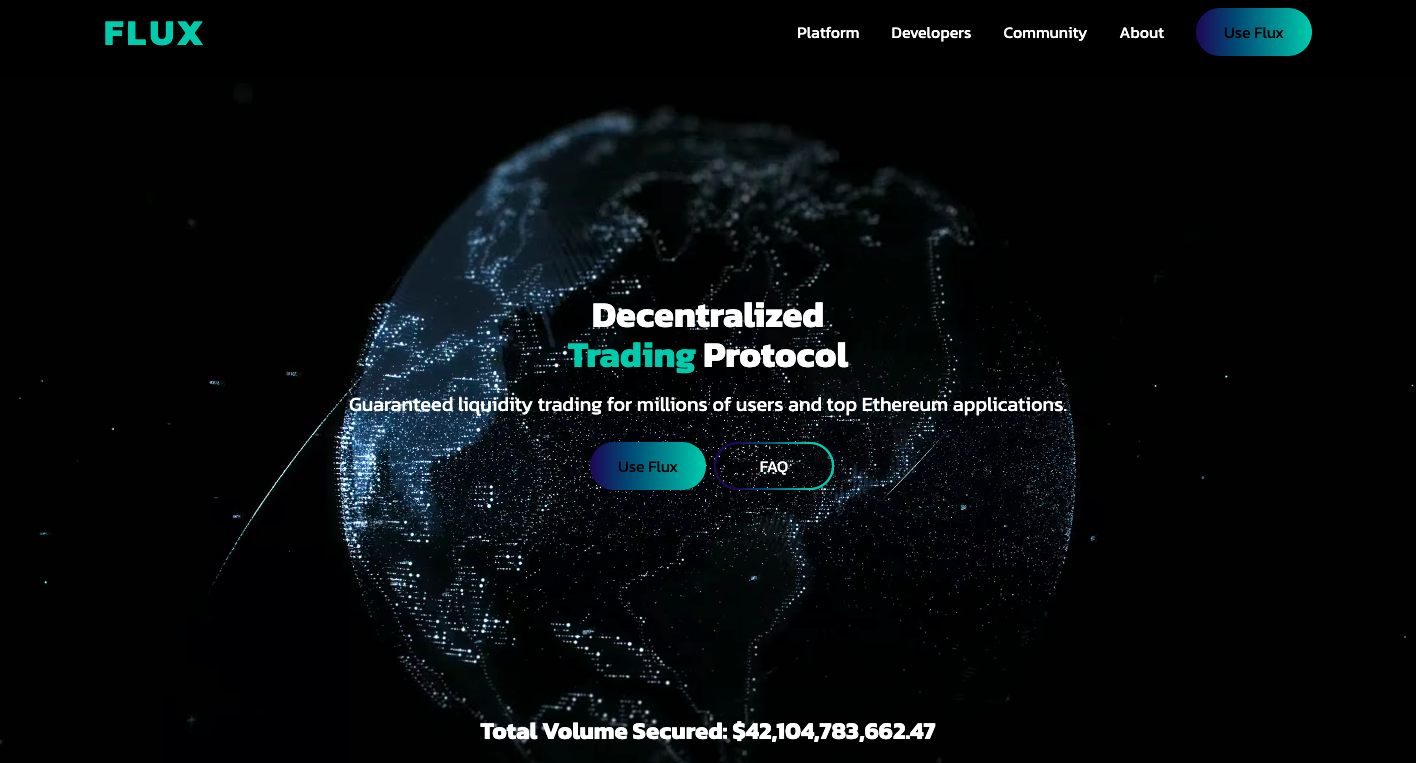 FLUX
Platform
Developers
Community
About
Use Flux
Decentralized
Trading Protocol
Guaranteed liquidity trading for millions of users and top Ethereum applications.
Use Flux
FAQ
Total Volume Secured: $42,104,783,662.47